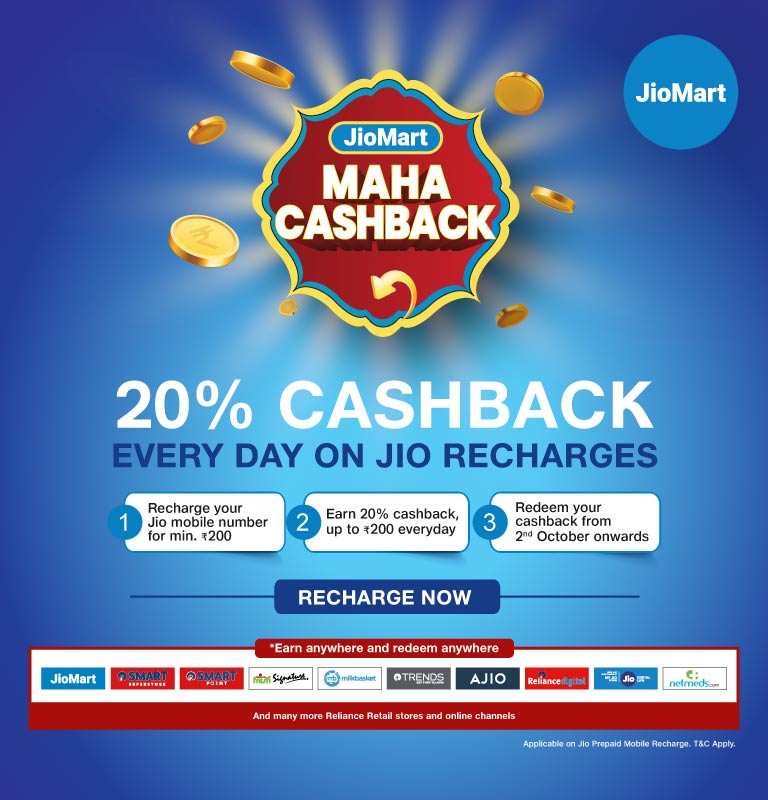 JioMart
JioMart
MAHA
CASHBACK
20% CASHBACK
EVERY DAY ON JIO RECHARGES
1
Recharge your
Jio mobile number
for min. ₹200
2
Earn 20% cashback,
up to ₹200 everyday
3
Redeem your
cashback from
2nd October onwards
RECHARGE NOW
*Earn anywhere and redeem anywhere
JioMart
SMART
SUPERSTORE
SMART
POINT
Signature.
milkbasket
TRENDS
AJIO
Reliance digital
Jio
netmeds.com
And many more Reliance Retail stores and online channels
Applicable on Jio Prepaid Mobile Recharge. T&C Apply.